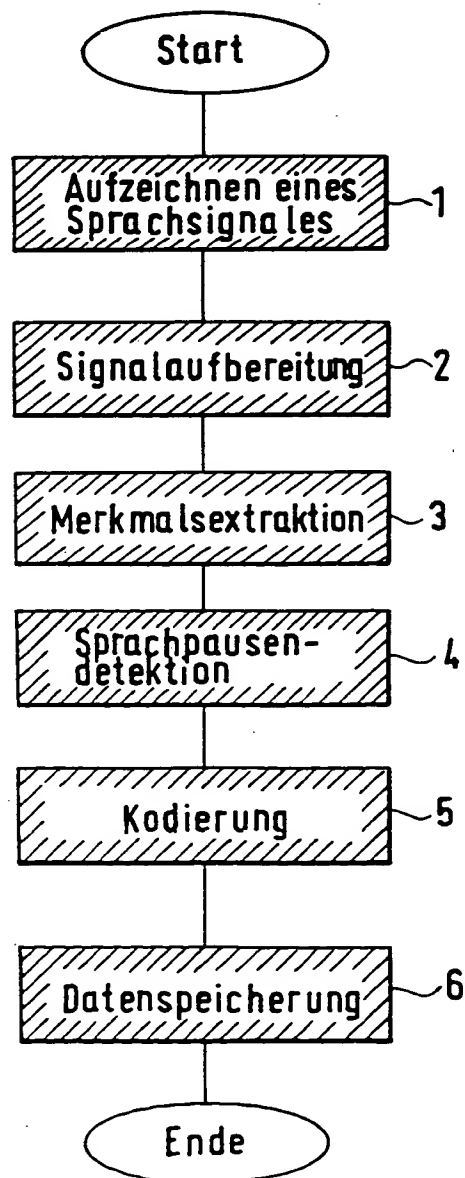 Start
Aufzeichnen eines
Sprachsignales
1
Signalaufbereitung
2
Merkmalsextraktion
3
Sprachpausen-
detektion
4
Kodierung
5
Datenspeicherung
6
Ende